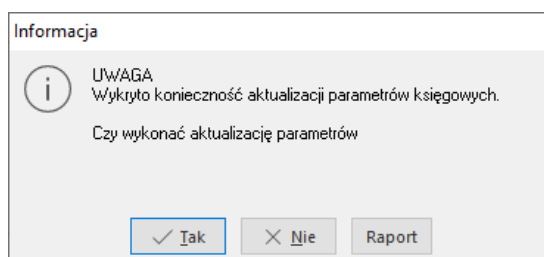 Informacja
UWAGA
Wykryto konieczność aktualizacji parametrów księgowych.
Czy wykonać aktualizację parametrów
Tak
Nie
Raport